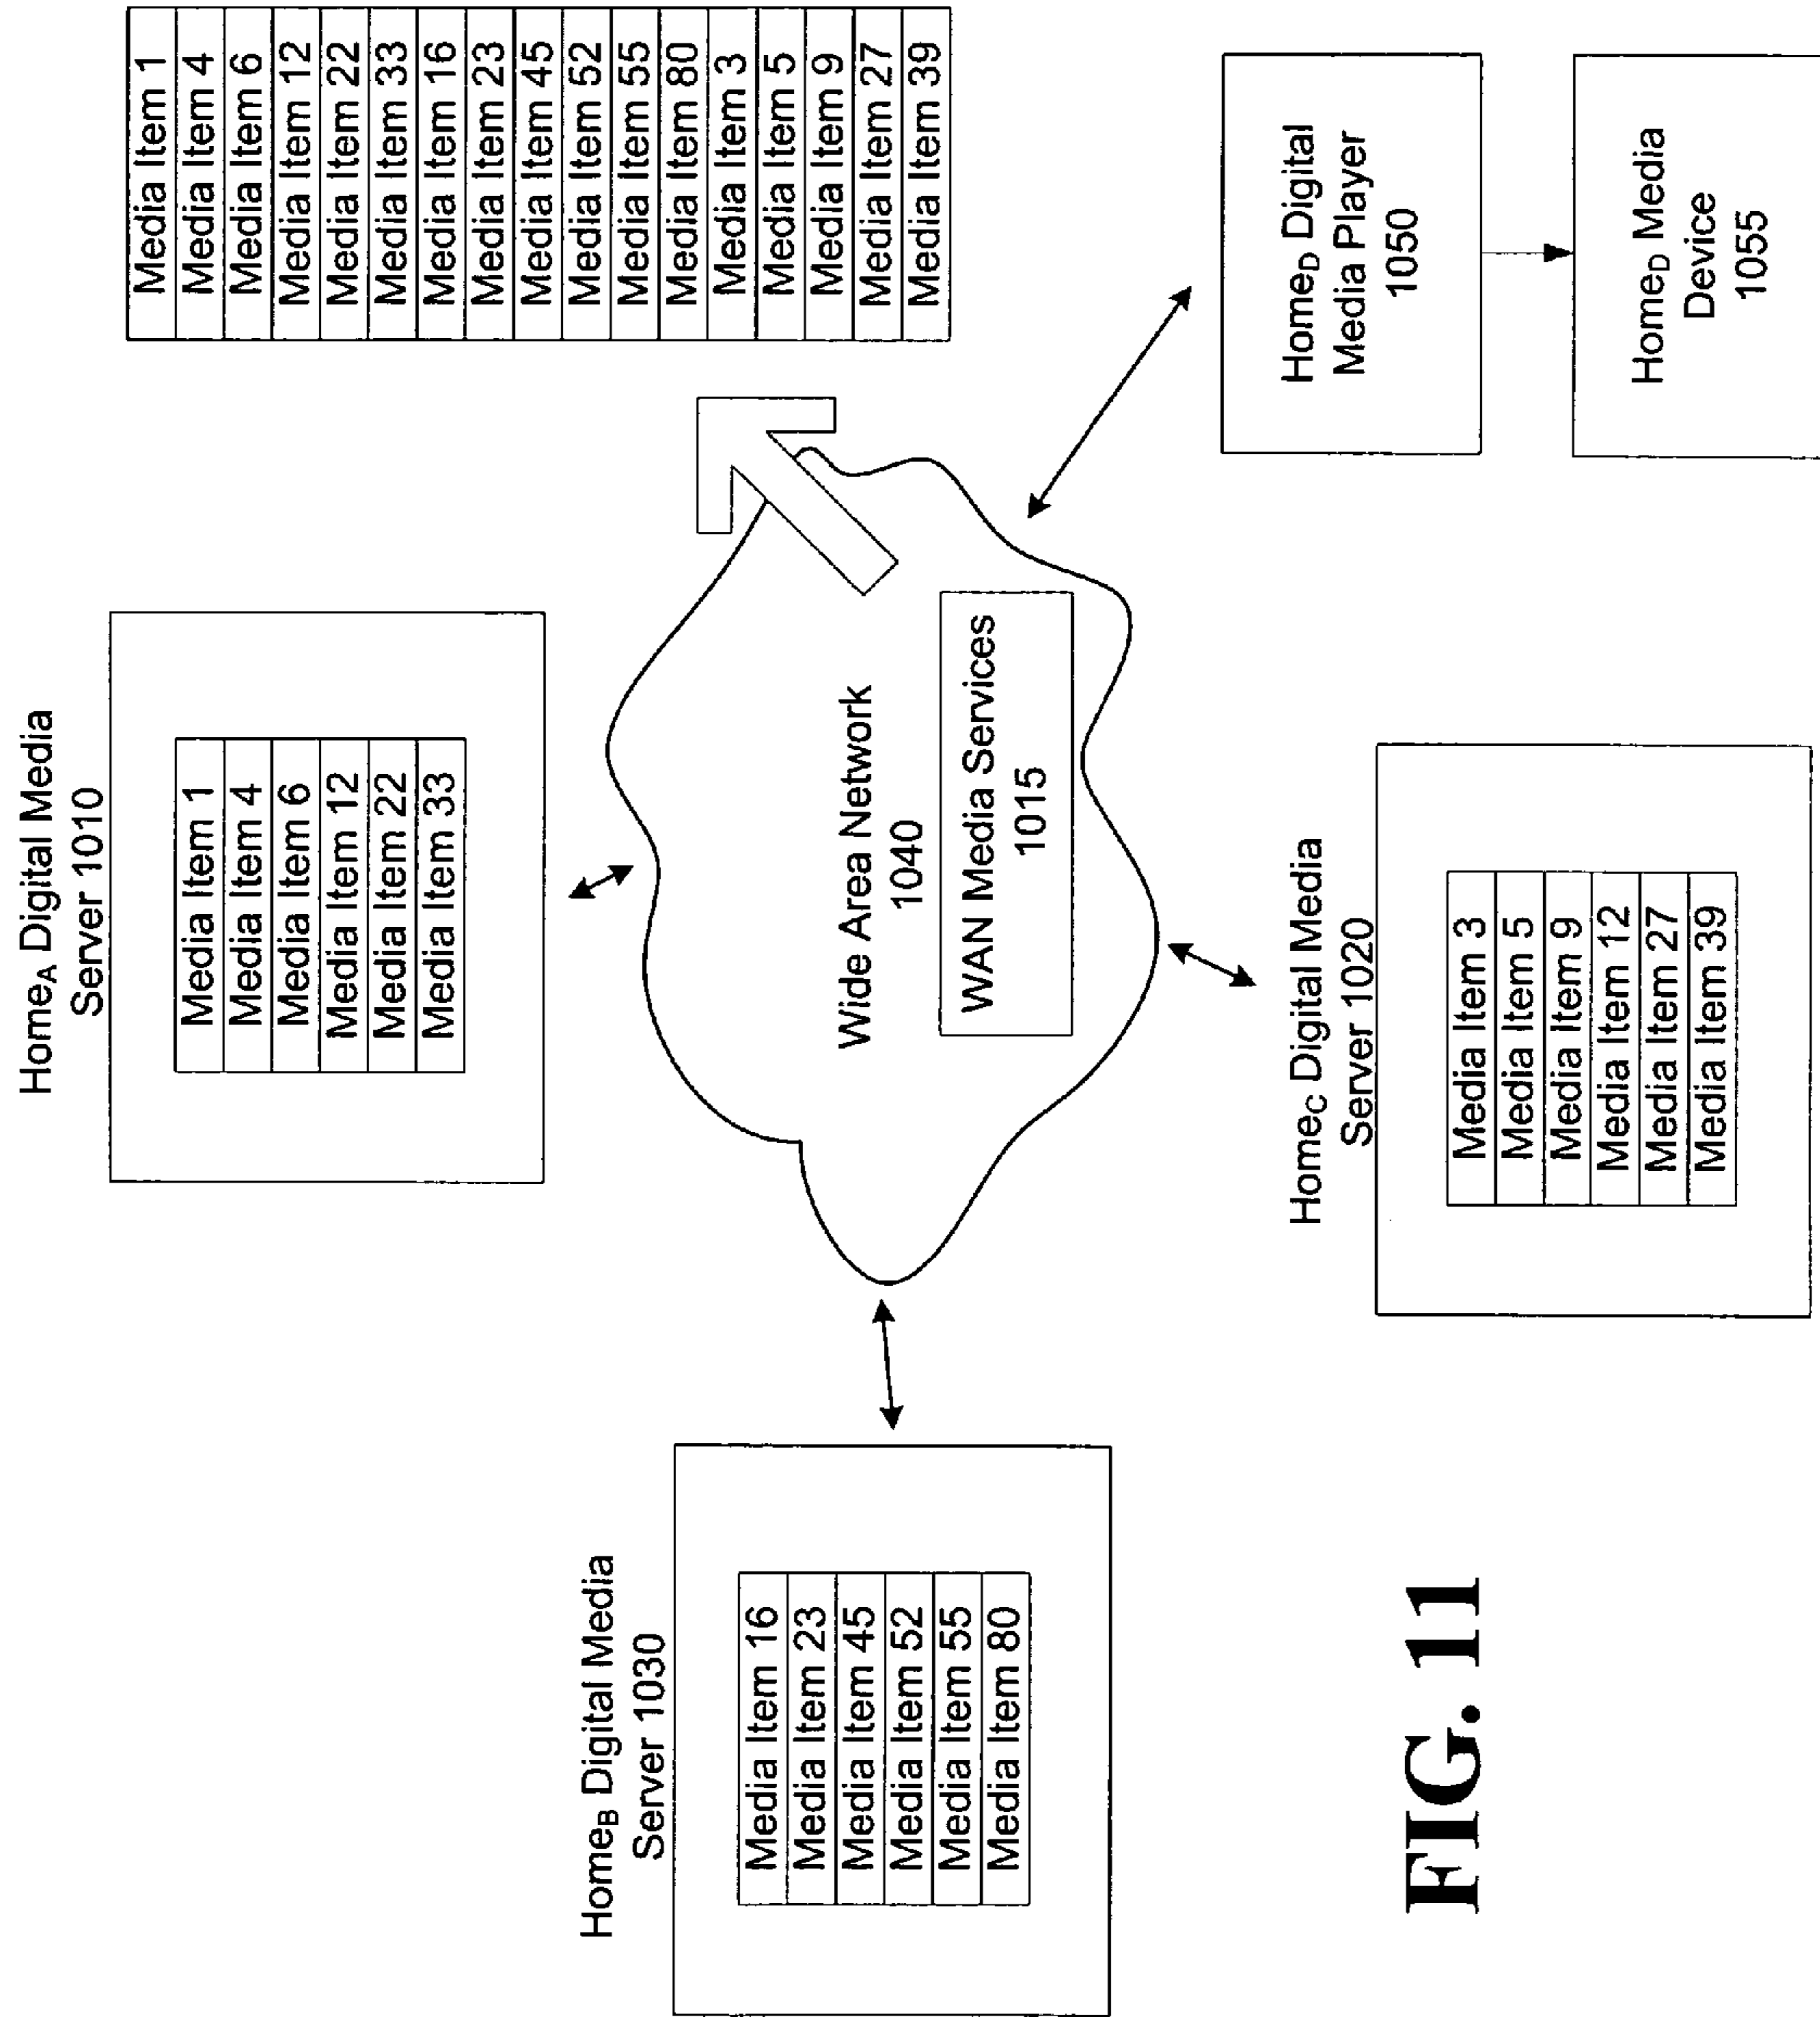 Home_A Digital Media
Server 1010
Media Item 1
Media Item 4
Media Item 6
Media Item 12
Media Item 22
Media Item 33
Media Item 1
Media Item 4
Media Item 6
Media Item 12
Media Item 22
Media Item 33
Media Item 16
Media Item 23
Media Item 45
Media Item 52
Media Item 55
Media Item 80
Media Item 3
Media Item 5
Media Item 9
Media Item 27
Media Item 39
Home_B Digital Media
Server 1030
Media Item 16
Media Item 23
Media Item 45
Media Item 52
Media Item 55
Media Item 80
Wide Area Network
1040
WAN Media Services
1015
Home_C Digital Media
Server 1020
Media Item 3
Media Item 5
Media Item 9
Media Item 12
Media Item 27
Media Item 39
Home_D Digital
Media Player
1050
Home_D Media
Device
1055
FIG. 11